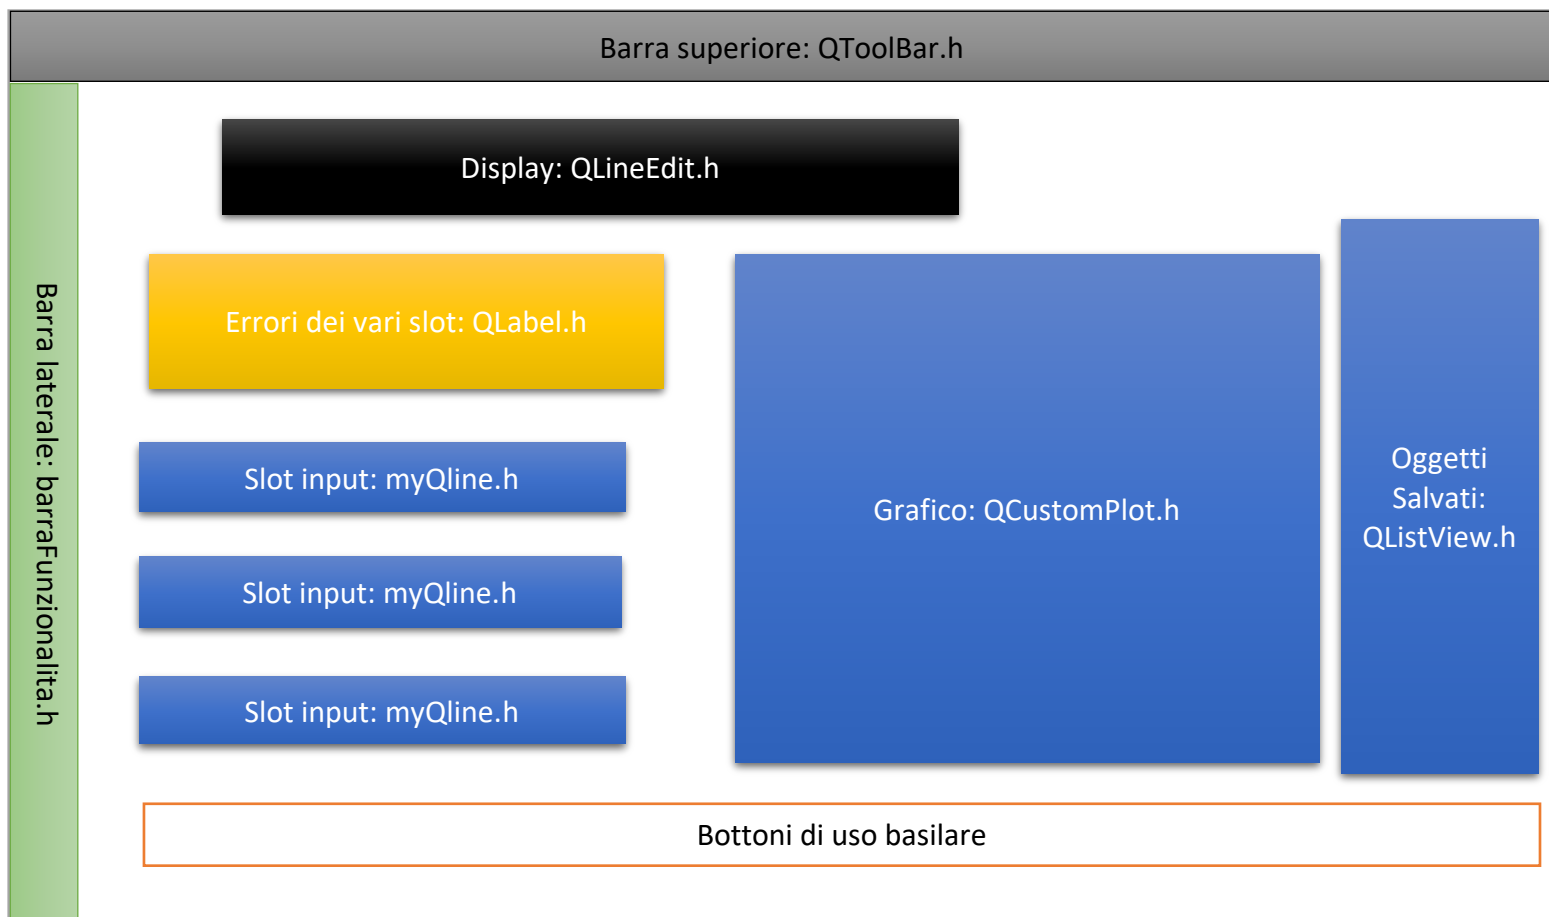 Barra superiore: QToolBar.h
Barra laterale: barraFunzionalita.h
Display: QLineEdit.h
Errori dei vari slot: QLabel.h
Slot input: myQline.h
Slot input: myQline.h
Slot input: myQline.h
Grafico: QCustomPlot.h
Oggetti
Salvati:
QListView.h
Bottoni di uso basilare